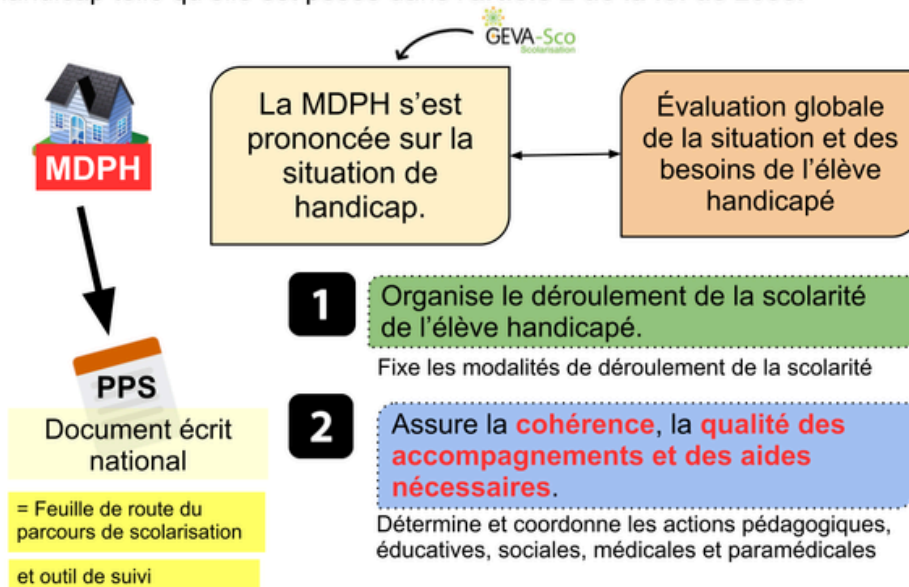 GEVA-Sco
Scolarisation
MDPH
La MDPH s'est
prononcée sur la
situation de
handicap.
Évaluation globale
de la situation et des
besoins de l'élève
handicapé
1
Organise le déroulement de la scolarité
de l'élève handicapé.
Fixe les modalités de déroulement de la scolarité
PPS
Document écrit
national
= Feuille de route du
parcours de scolarisation
et outil de suivi
2
Assure la cohérence, la qualité des
accompagnements et des aides
nécessaires.
Détermine et coordonne les actions pédagogiques,
éducatives, sociales, médicales et paramédicales